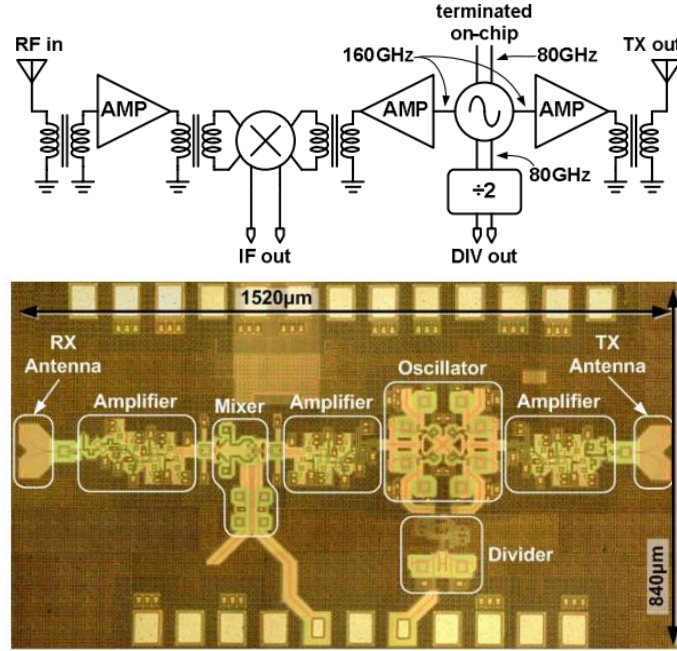 terminated
on-chip
RF in
160GHz
80GHz
TX out
AMP
AMP
AMP
80GHz
÷2
IF out
DIV out
1520µm
RX
Antenna
TX
Antenna
Oscillator
Amplifier
Mixer
Amplifier
Amplifier
Divider
840µm